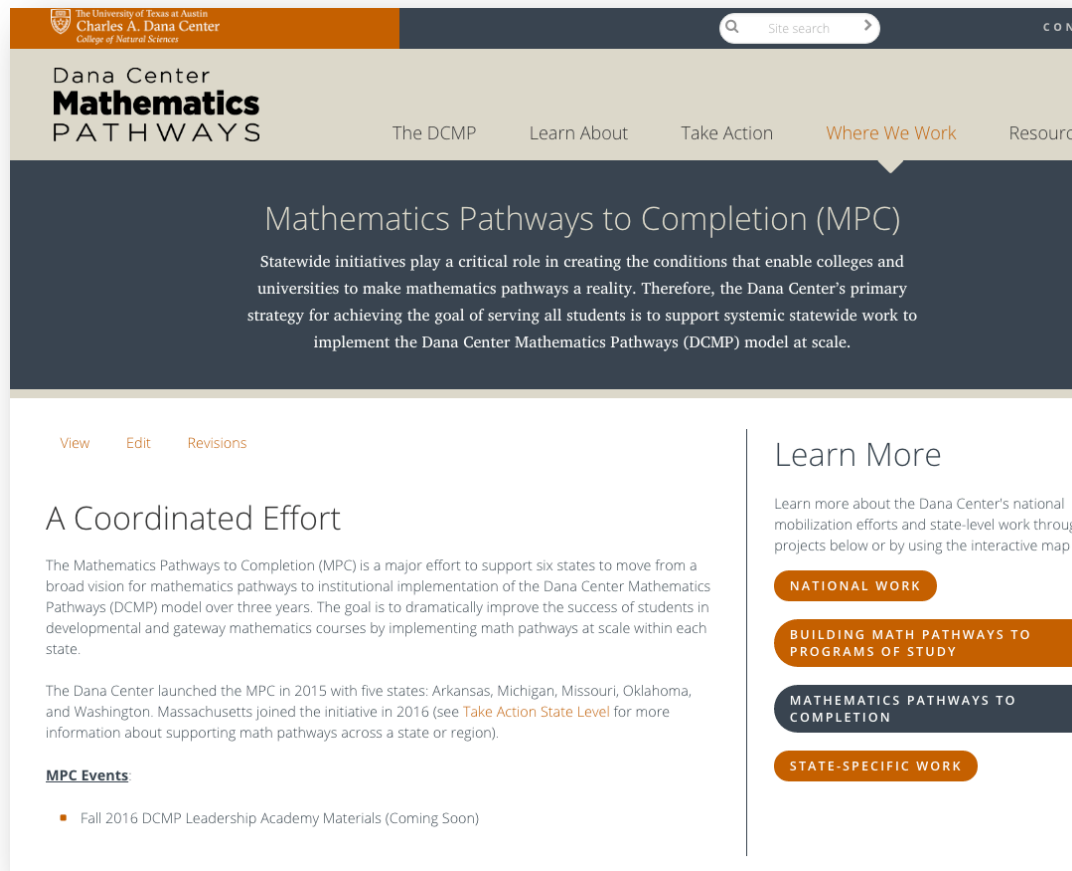 The University of Texas at Austin
Charles A. Dana Center
College of Natural Sciences
Site search
CON
Dana Center
Mathematics
PATHWAYS
The DCMP
Learn About
Take Action
Where We Work
Resourc
Mathematics Pathways to Completion (MPC)
Statewide initiatives play a critical role in creating the conditions that enable colleges and
universities to make mathematics pathways a reality. Therefore, the Dana Center’s primary
strategy for achieving the goal of serving all students is to support systemic statewide work to
implement the Dana Center Mathematics Pathways (DCMP) model at scale.
View
Edit
Revisions
A Coordinated Effort
The Mathematics Pathways to Completion (MPC) is a major effort to support six states to move from a
broad vision for mathematics pathways to institutional implementation of the Dana Center Mathematics
Pathways (DCMP) model over three years. The goal is to dramatically improve the success of students in
developmental and gateway mathematics courses by implementing math pathways at scale within each
state.
The Dana Center launched the MPC in 2015 with five states: Arkansas, Michigan, Missouri, Oklahoma,
and Washington. Massachusetts joined the initiative in 2016 (see Take Action State Level for more
information about supporting math pathways across a state or region).
MPC Events:
Fall 2016 DCMP Leadership Academy Materials (Coming Soon)
Learn More
Learn more about the Dana Center's national
mobilization efforts and state-level work throug
projects below or by using the interactive map
NATIONAL WORK
BUILDING MATH PATHWAYS TO
PROGRAMS OF STUDY
MATHEMATICS PATHWAYS TO
COMPLETION
STATE-SPECIFIC WORK